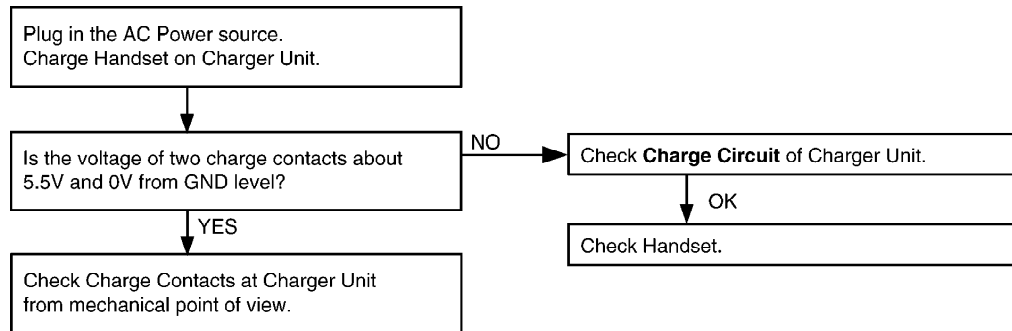 Plug in the AC Power source.
Charge Handset on Charger Unit.
Is the voltage of two charge contacts about
5.5V and 0V from GND level?
NO
Check Charge Circuit of Charger Unit.
OK
Check Handset.
YES
Check Charge Contacts at Charger Unit
from mechanical point of view.